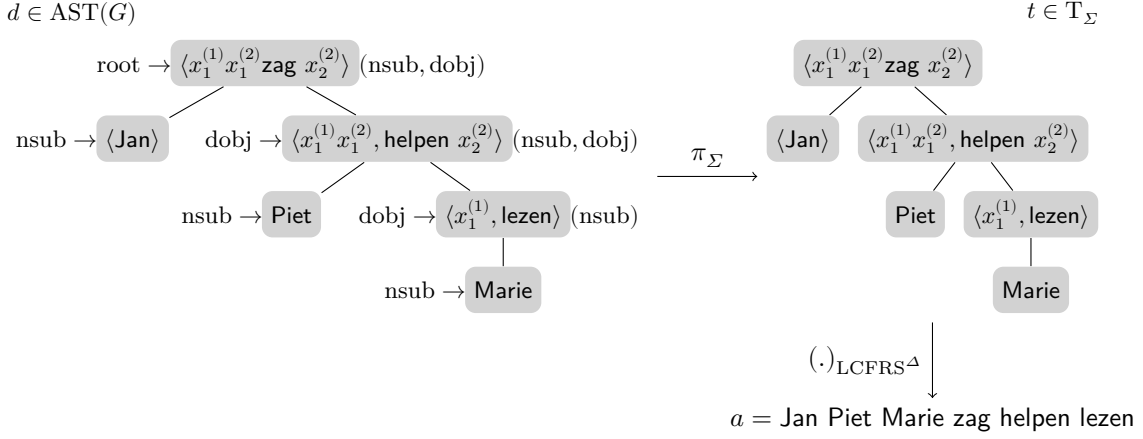 d ∈ AST(G)
t ∈ T_Σ
root → ⟨x_1^{(1)} x_1^{(2)} zag x_2^{(2)}⟩ (nsub, dobj)
nsub → ⟨Jan⟩
dobj → ⟨x_1^{(1)} x_1^{(2)}, helpen x_2^{(2)}⟩ (nsub, dobj)
nsub → Piet
dobj → ⟨x_1^{(1)}, lezen⟩ (nsub)
nsub → Marie
π_Σ
⟨x_1^{(1)} x_1^{(2)} zag x_2^{(2)}⟩
⟨Jan⟩
⟨x_1^{(1)} x_1^{(2)}, helpen x_2^{(2)}⟩
Piet
⟨x_1^{(1)}, lezen⟩
Marie
(.)_{LCFRS^Δ}
a = Jan Piet Marie zag helpen lezen